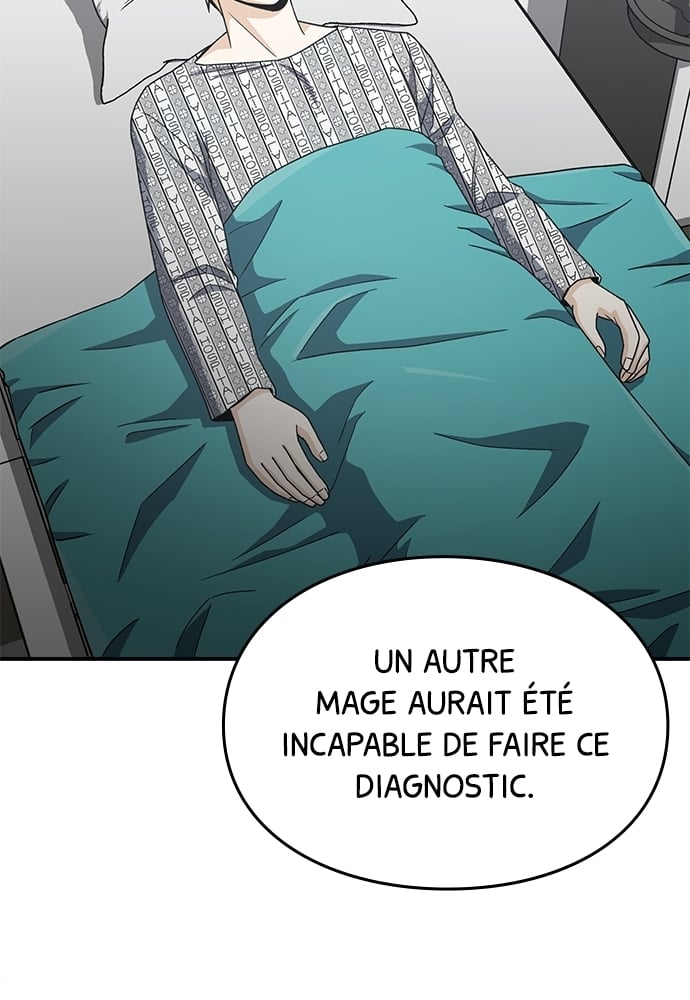 UN AUTRE
MAGE AURAIT ÉTÉ
INCAPABLE DE FAIRE CE
DIAGNOSTIC.